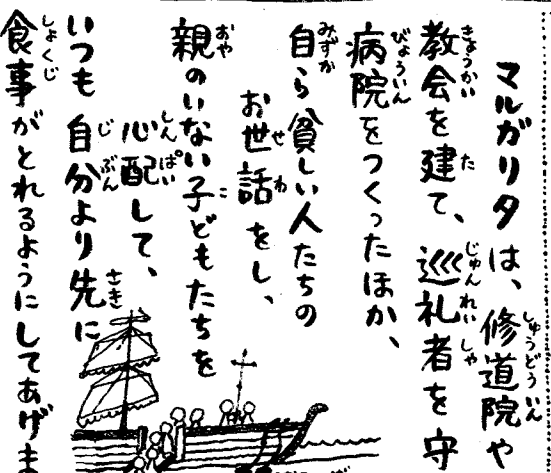 マルガリタは、修道院や
教会を建て、巡礼者を守
病院をつくったほか、
自ら貧しい人たちの
お世話をし、
親のいない子どもたちを
心配して、
いつも自分より先に
食事がとれるようにしてあげま